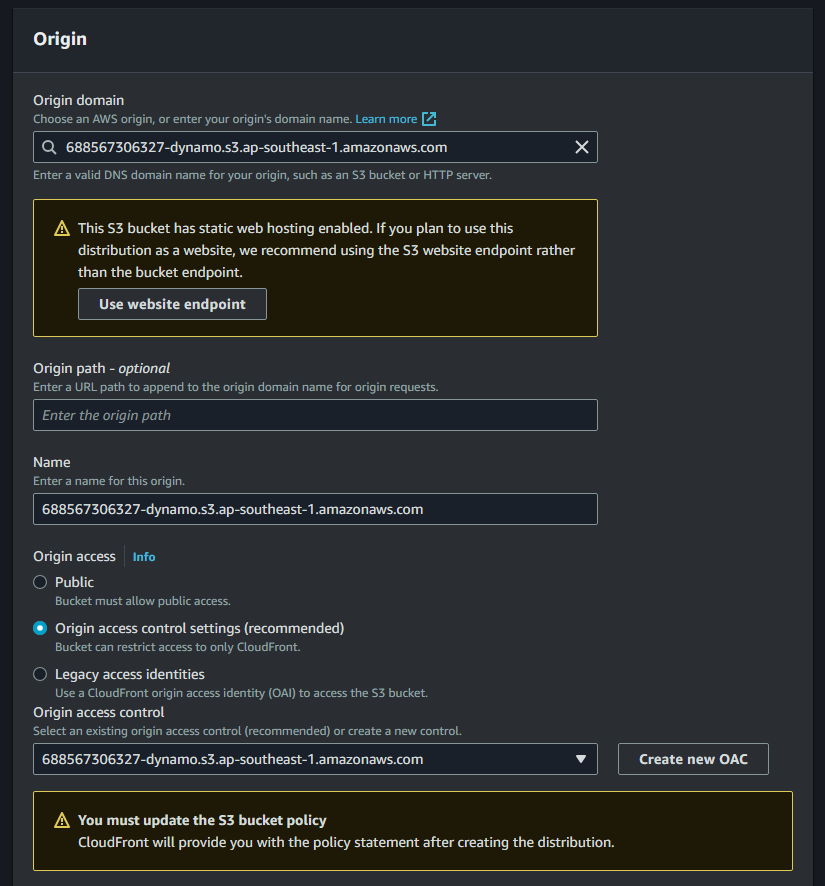 Origin
Origin domain
Choose an AWS origin, or enter your origin's domain name. Learn more
688567306327-dynamo.s3.ap-southeast-1.amazonaws.com
Enter a valid DNS domain name for your origin, such as an S3 bucket or HTTP server.
This S3 bucket has static web hosting enabled. If you plan to use this
distribution as a website, we recommend using the S3 website endpoint rather
than the bucket endpoint.
Use website endpoint
Origin path - optional
Enter a URL path to append to the origin domain name for origin requests.
Enter the origin path
Name
Enter a name for this origin.
688567306327-dynamo.s3.ap-southeast-1.amazonaws.com
Origin access Info
Public
Bucket must allow public access.
Origin access control settings (recommended)
Bucket can restrict access to only CloudFront.
Legacy access identities
Use a CloudFront origin access identity (OAI) to access the S3 bucket.
Origin access control
Select an existing origin access control (recommended) or create a new control.
688567306327-dynamo.s3.ap-southeast-1.amazonaws.com Create new OAC
You must update the S3 bucket policy
CloudFront will provide you with the policy statement after creating the distribution.